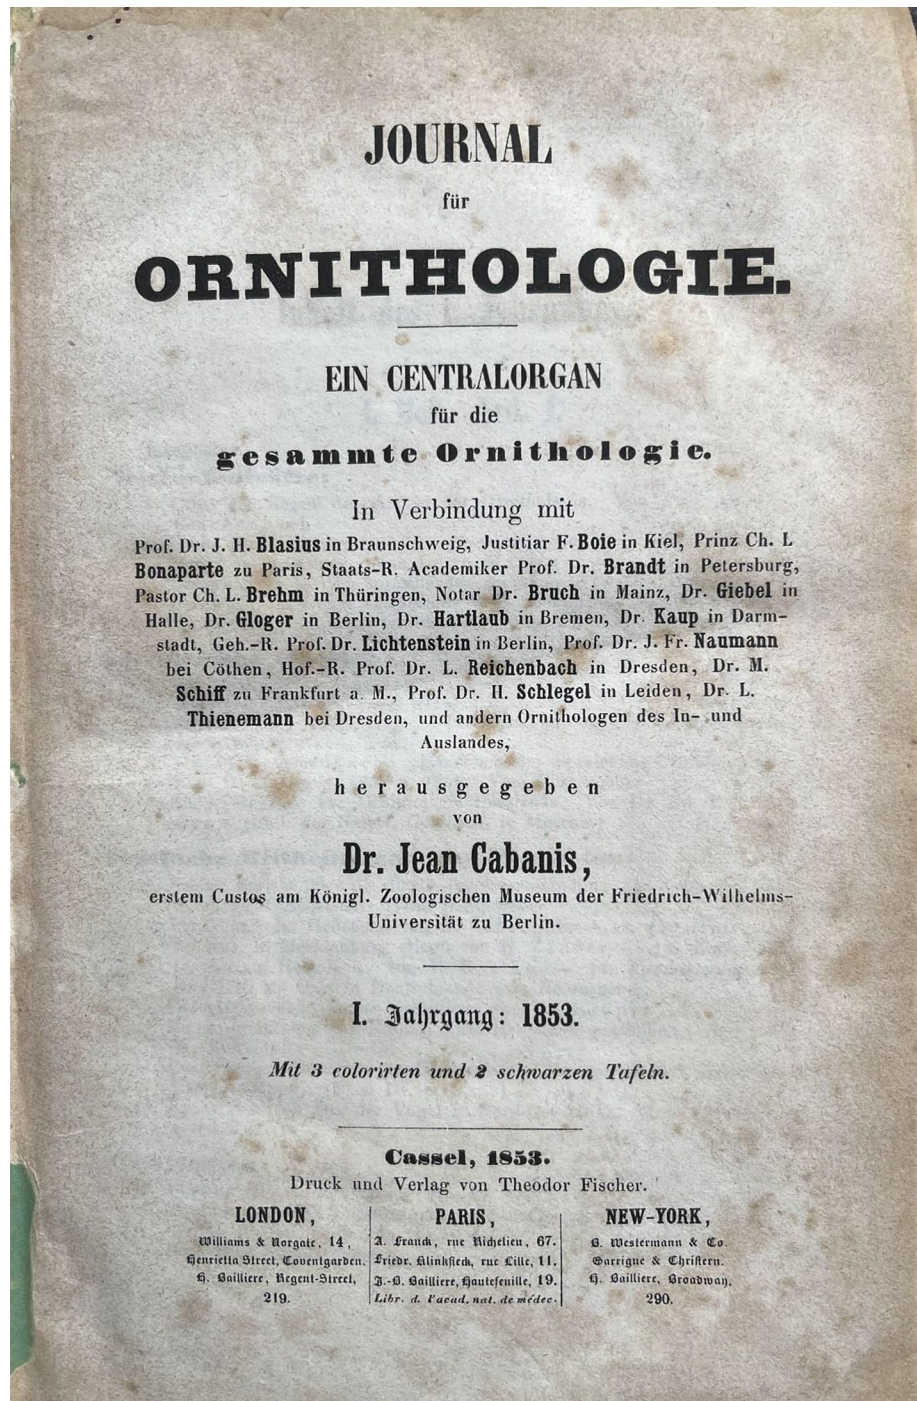 JOURNAL
für
ORNITHOLOGIE.
EIN CENTRALORGAN
für die
gesammte Ornithologie.
In Verbindung mit
Prof. Dr. J. H. Blasius in Braunschweig, Justitiar F. Boie in Kiel, Prinz Ch. L
Bonaparte zu Paris, Staats-R. Academiker Prof. Dr. Brandt in Petersburg,
Pastor Ch. L. Brehm in Thüringen, Notar Dr. Bruch in Mainz, Dr. Giebel in
Halle, Dr. Gloger in Berlin, Dr. Hartlaub in Bremen, Dr. Kaup in Darm-
stadt, Geh.-R. Prof. Dr. Lichtenstein in Berlin, Prof. Dr. J. Fr. Naumann
bei Cöthen, Hof.-R. Prof. Dr. L. Reichenbach in Dresden, Dr. M.
Schiff zu Frankfurt a. M., Prof. Dr. H. Schlegel in Leiden, Dr. L.
Thienemann bei Dresden, und andern Ornithologen des In- und
Auslandes,
herausgegeben
von
Dr. Jean Cabanis,
erstem Custos am Königl. Zoologischen Museum der Friedrich-Wilhelms-
Universität zu Berlin.
I. Jahrgang: 1853.
Mit 3 colorirten und 2 schwarzen Tafeln.
Cassel, 1853.
Druck und Verlag von Theodor Fischer.
LONDON,
Williams & Norgate, 14,
Henrietta Street, Coventgarden.
H. Bailliere, Regent-Street,
219.
PARIS,
A. Franck, rue Richelieu, 67.
Friedr. Klinksieck, rue Lille, 11.
J.-B. Bailliere, Hautefeuille, 19.
Libr. d. l'acad. nat. de médec.
NEW-YORK,
B. Westermann & Co.
Garrigue & Christern.
H. Bailliere, Broadway,
290.